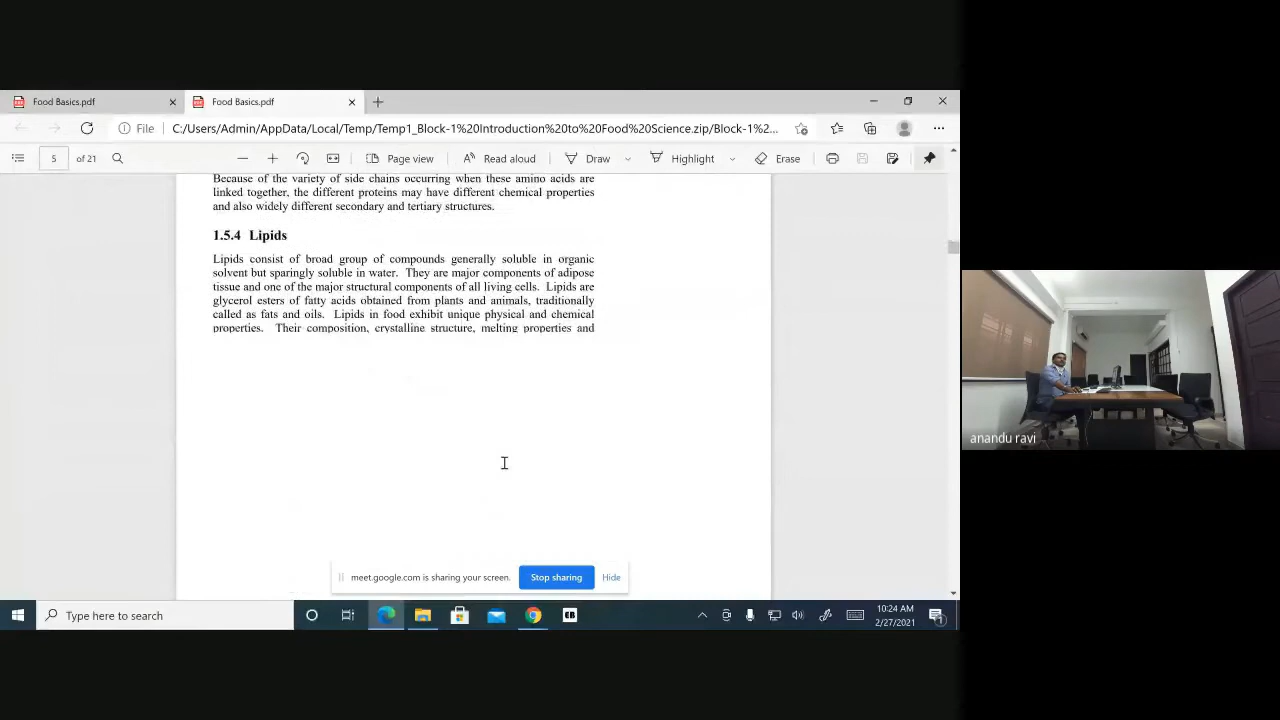 Food Basics.pdf
Food Basics.pdf
File
C:/Users/Admin/AppData/Local/Temp/Temp1_Block-1%20Introduction%20to%20Food%20Science.zip/Block-1%2...
5 of 21
Page view
Read aloud
Draw
Highlight
Erase
Because of the variety of side chains occurring when these amino acids are
linked together, the different proteins may have different chemical properties
and also widely different secondary and tertiary structures.
1.5.4 Lipids
Lipids consist of broad group of compounds generally soluble in organic
solvent but sparingly soluble in water. They are major components of adipose
tissue and one of the major structural components of all living cells. Lipids are
glycerol esters of fatty acids obtained from plants and animals, traditionally
called as fats and oils. Lipids in food exhibit unique physical and chemical
properties. Their composition, crystalline structure, melting properties and
anandu ravi
meet.google.com is sharing your screen.
Stop sharing
Hide
Type here to search
10:24 AM
2/27/2021